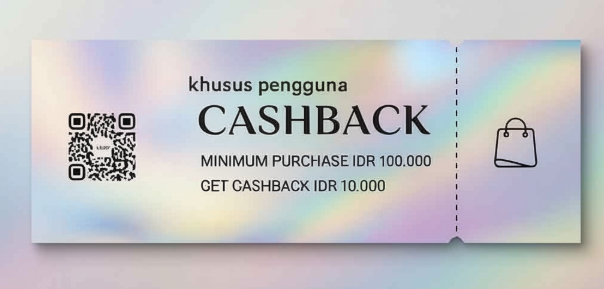 khusus pengguna
CASHBACK
MINIMUM PURCHASE IDR 100.000
GET CASHBACK IDR 10.000